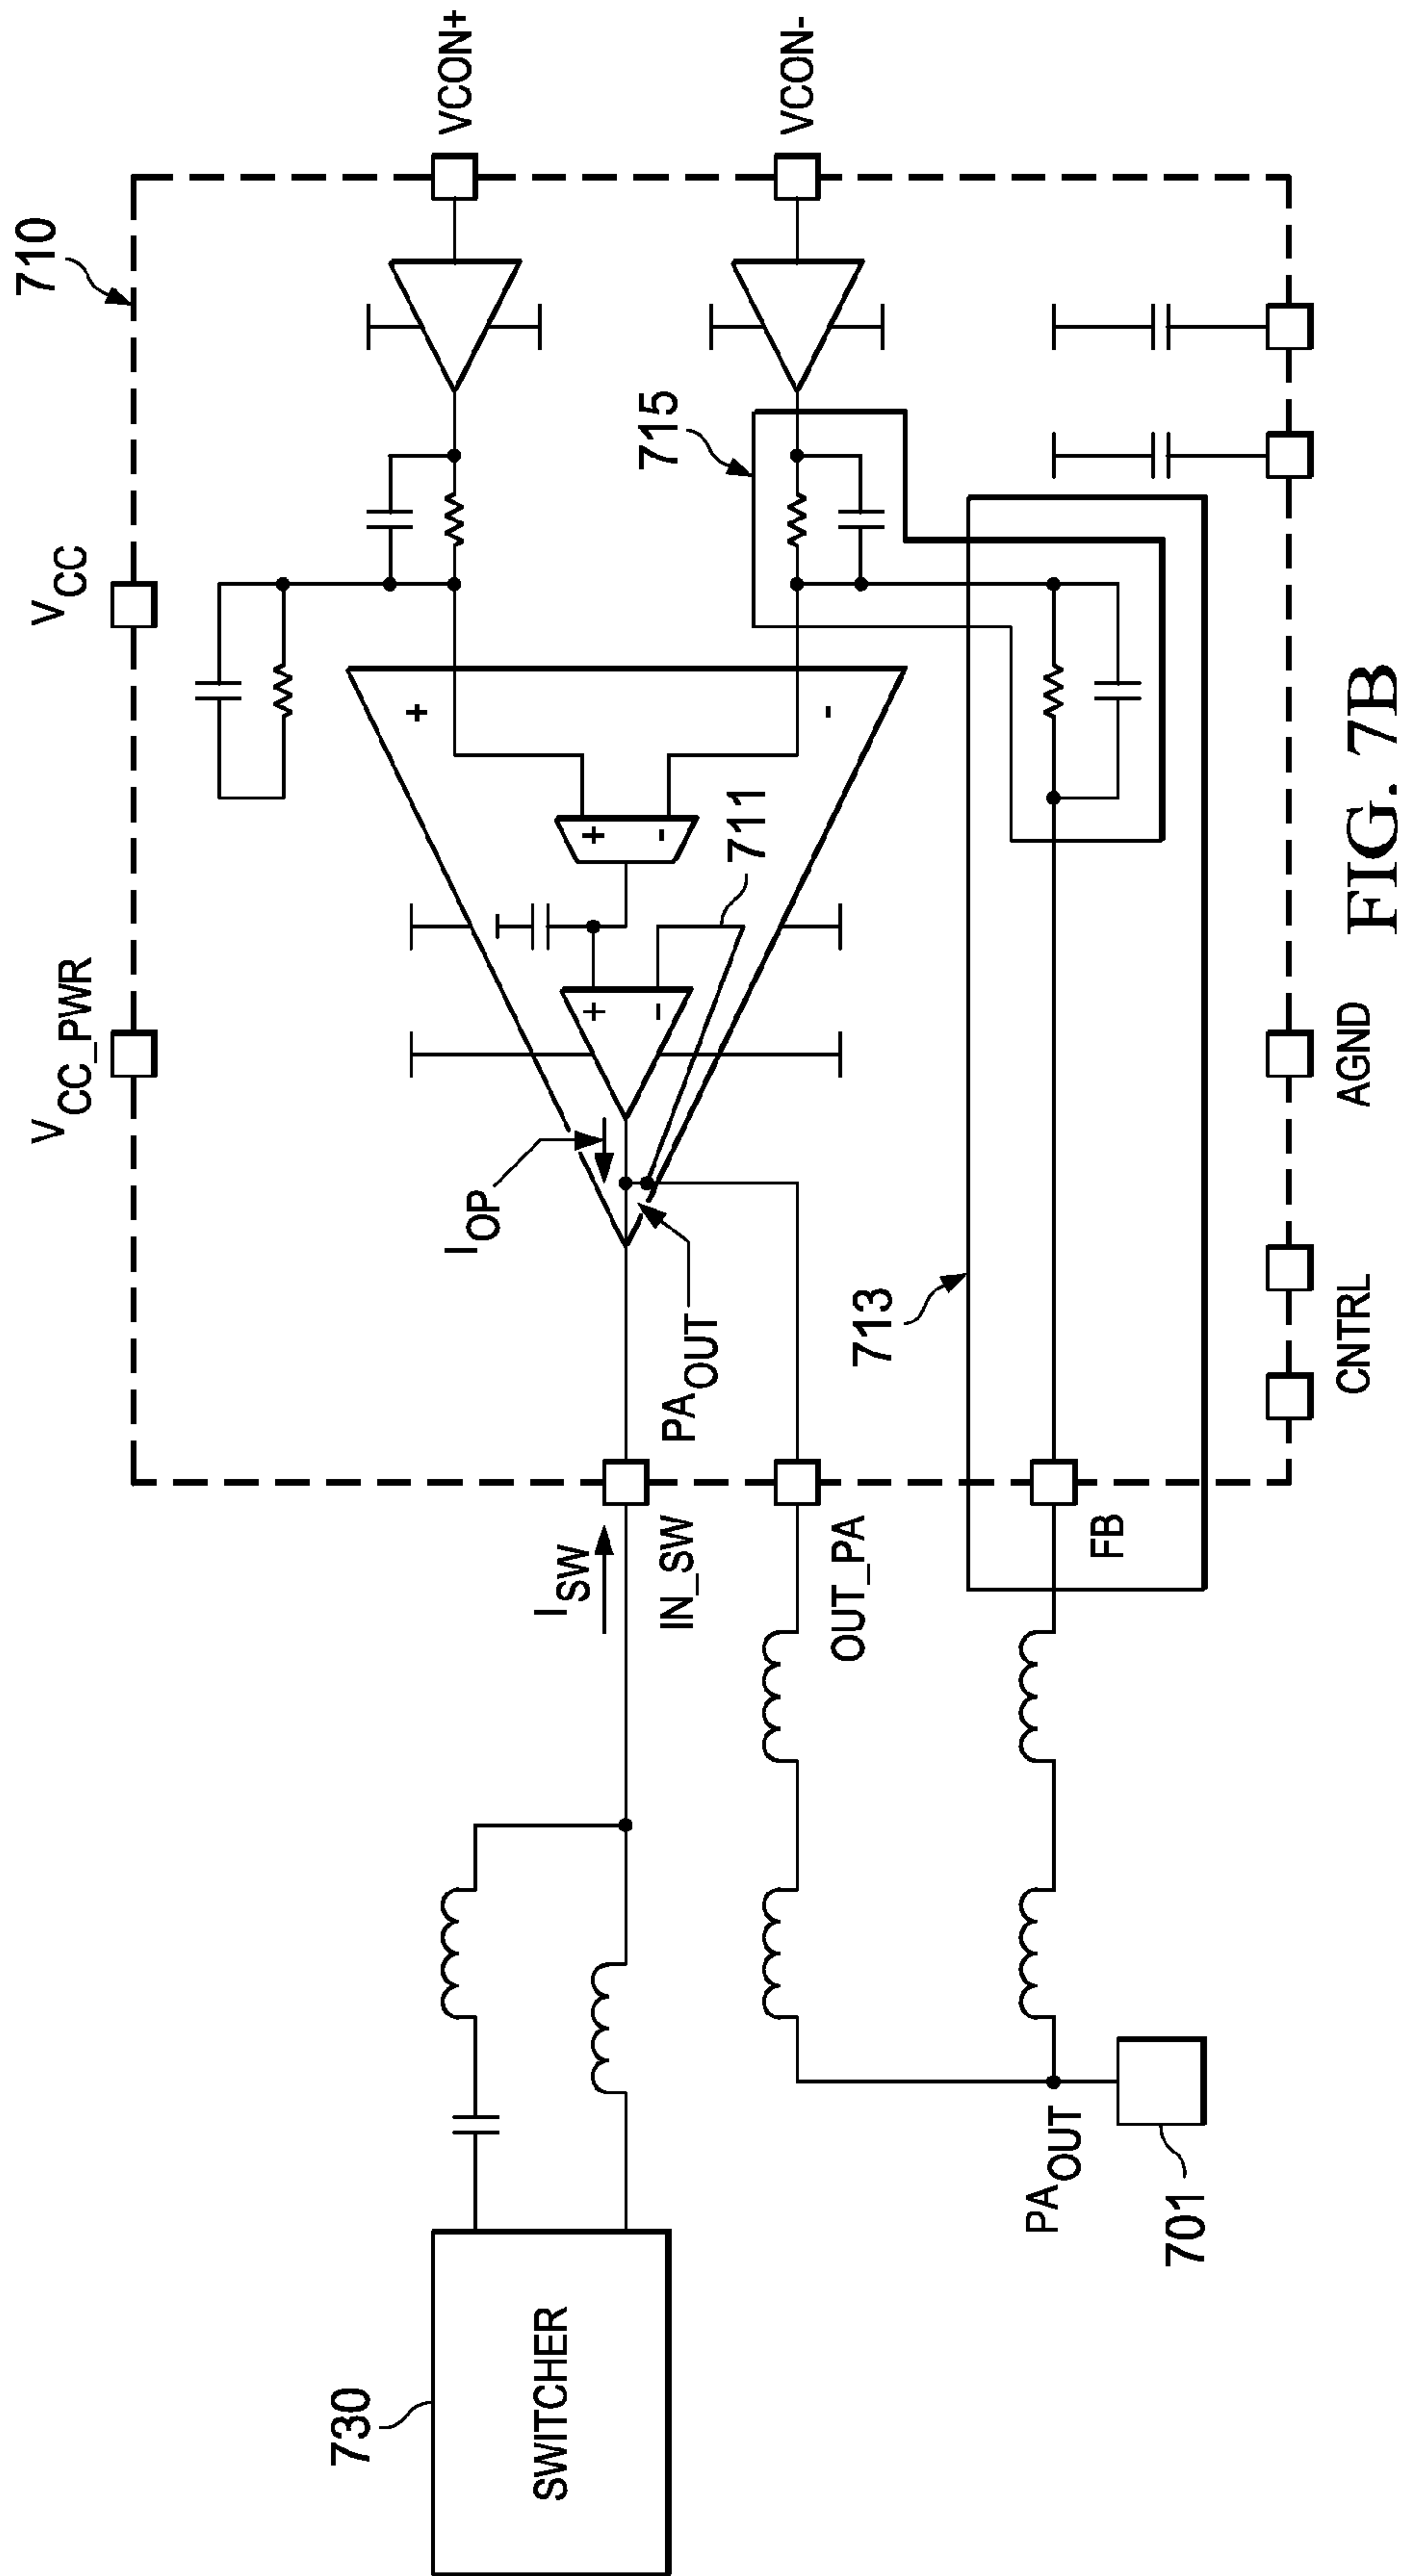 710
VCC_PWR
VCC
VCON+
VCON-
+
-
+
-
+
-
711
715
713
IOP
PAOUT
ISW
IN_SW
OUT_PA
FB
CNTRL
AGND
730
SWITCHER
PAOUT
701
FIG. 7B